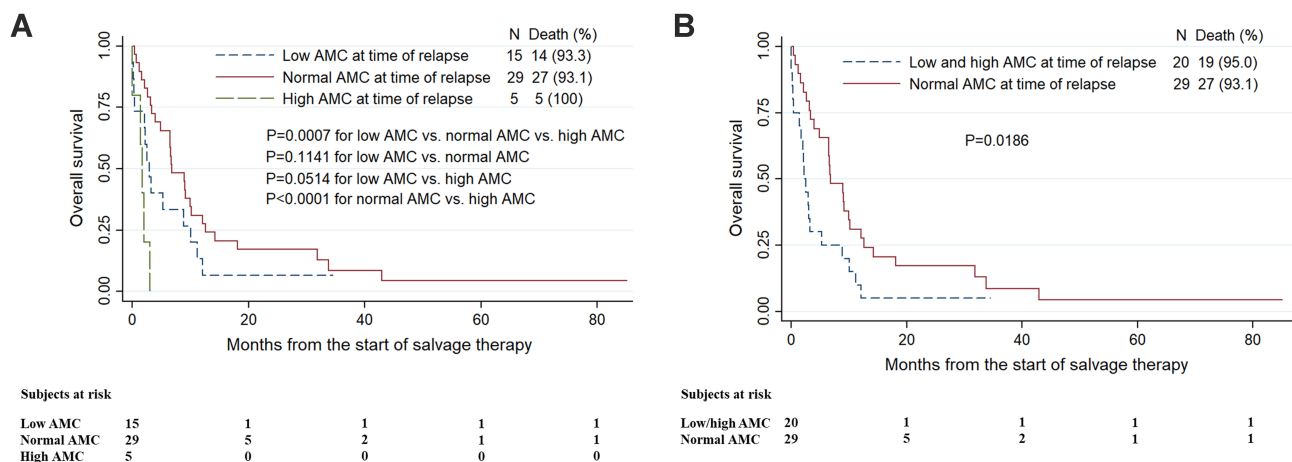 A
N Death (%)
Low AMC at time of relapse 15 14 (93.3)
Normal AMC at time of relapse 29 27 (93.1)
High AMC at time of relapse 5 5 (100)
P=0.0007 for low AMC vs. normal AMC vs. high AMC
P=0.1141 for low AMC vs. normal AMC
P=0.0514 for low AMC vs. high AMC
P<0.0001 for normal AMC vs. high AMC
Overall survival
1.00
0.75
0.50
0.25
0.00
0 20 40 60 80
Months from the start of salvage therapy
Subjects at risk
Low AMC 15 1 1 1 1
Normal AMC 29 5 2 1 1
High AMC 5 0 0 0 0
B
N Death (%)
Low and high AMC at time of relapse 20 19 (95.0)
Normal AMC at time of relapse 29 27 (93.1)
P=0.0186
Overall survival
1.00
0.75
0.50
0.25
0.00
0 20 40 60 80
Months from the start of salvage therapy
Subjects at risk
Low/high AMC 20 1 1 1 1
Normal AMC 29 5 2 1 1